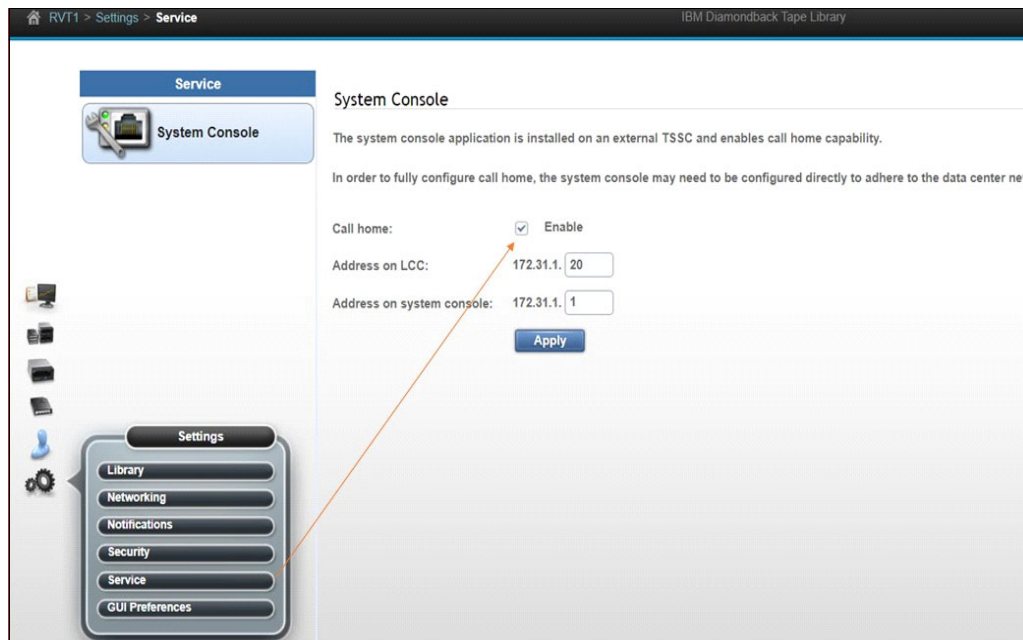 RVT1 > Settings > Service
IBM Diamondback Tape Library
Service
System Console
System Console
The system console application is installed on an external TSSC and enables call home capability.
In order to fully configure call home, the system console may need to be configured directly to adhere to the data center
Call home:
Enable
Address on LCC:
172.31.1. 20
Address on system console:
172.31.1. 1
Apply
Settings
Library
Networking
Notifications
Security
Service
GUI Preferences